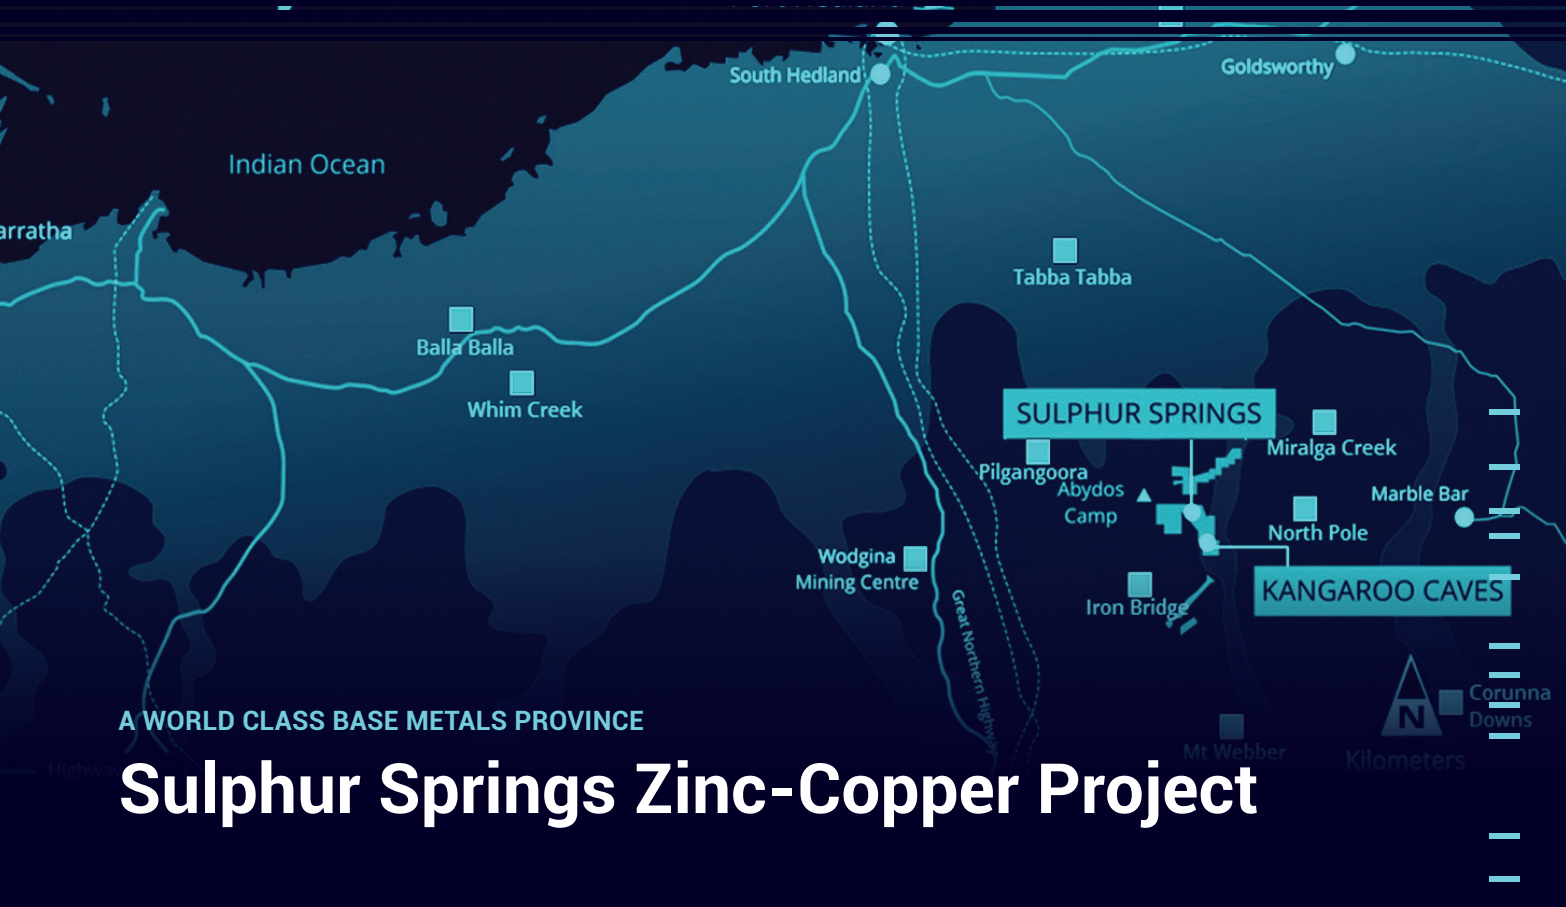 South Hedland
Goldsworthy
Indian Ocean
arratha
Tabba Tabba
Balla Balla
Whim Creek
SULPHUR SPRINGS
Miralga Creek
Pilgangoora
Abydos
Camp
Marble Bar
North Pole
Wodgina
Mining Centre
KANGAROO CAVES
Iron Bridge
Great Northern Highway
N
Corunna
Downs
Mt Webber
Kilometers
A WORLD CLASS BASE METALS PROVINCE
Highway
Sulphur Springs Zinc-Copper Project